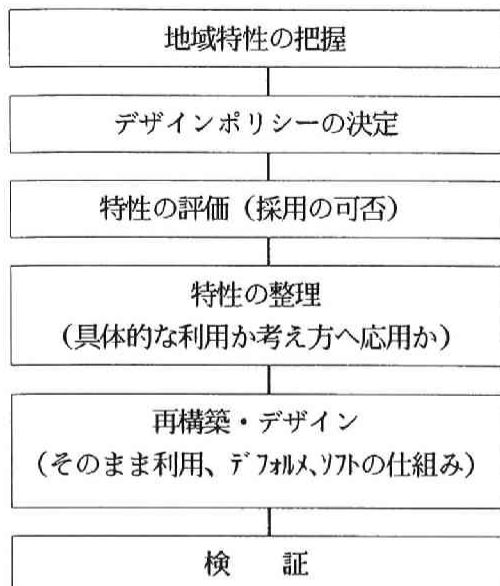 地域特性の把握
デザインポリシーの決定
特性の評価（採用の可否）
特性の整理
（具体的な利用か考え方へ応用か）
再構築・デザイン
（そのまま利用、ﾃﾞﾌｫﾙﾒ､ｿﾌﾄの仕組み）
検　　証